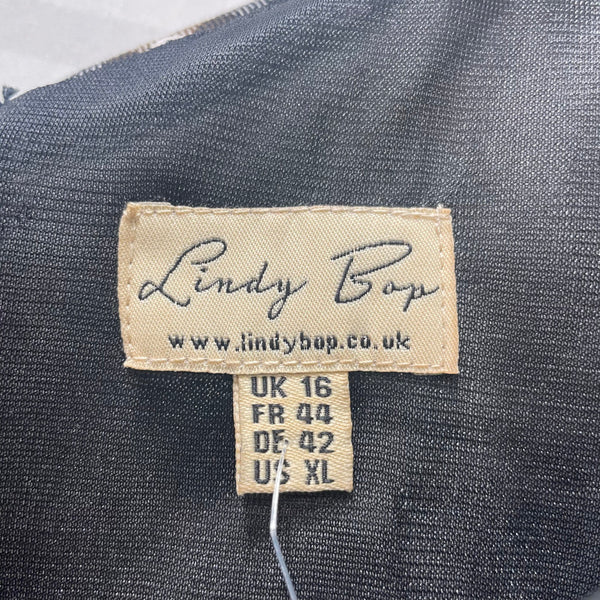 Lindy Bop
www.lindybop.co.uk
UK 16
FR 44
DE 42
US XL